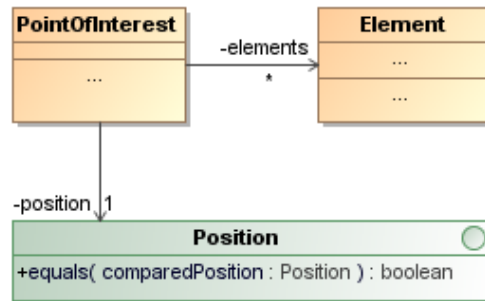 PointOfInterest
Element
-elements
...
...
*
...
-position 1
Position
+equals( comparedPosition : Position ) : boolean